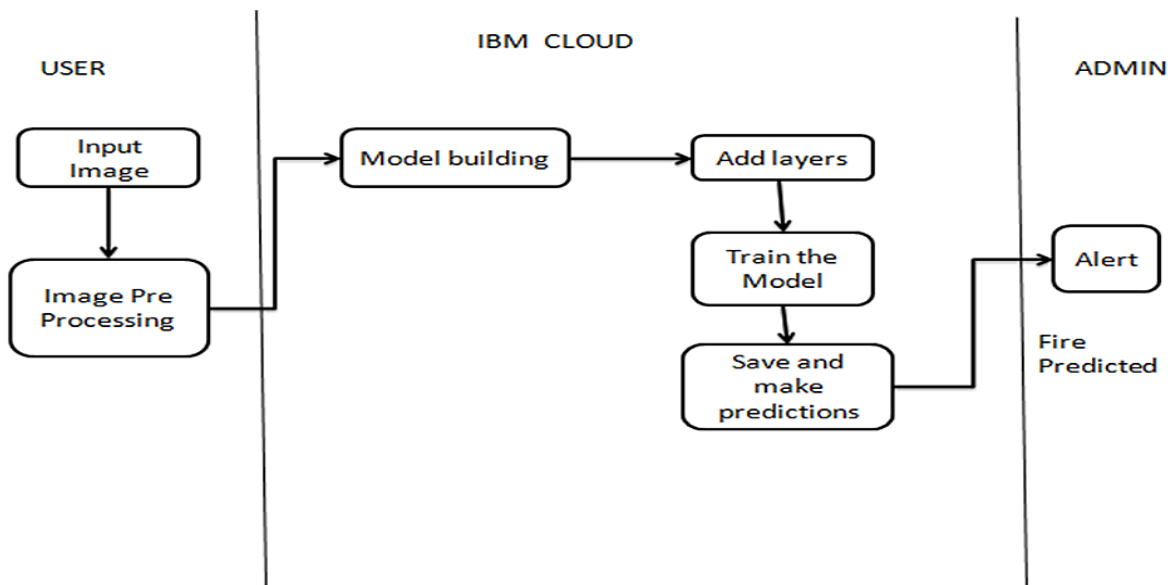 USER
IBM CLOUD
ADMIN
Input
Image
Image Pre
Processing
Model building
Add layers
Train the
Model
Save and
make
predictions
Alert
Fire
Predicted